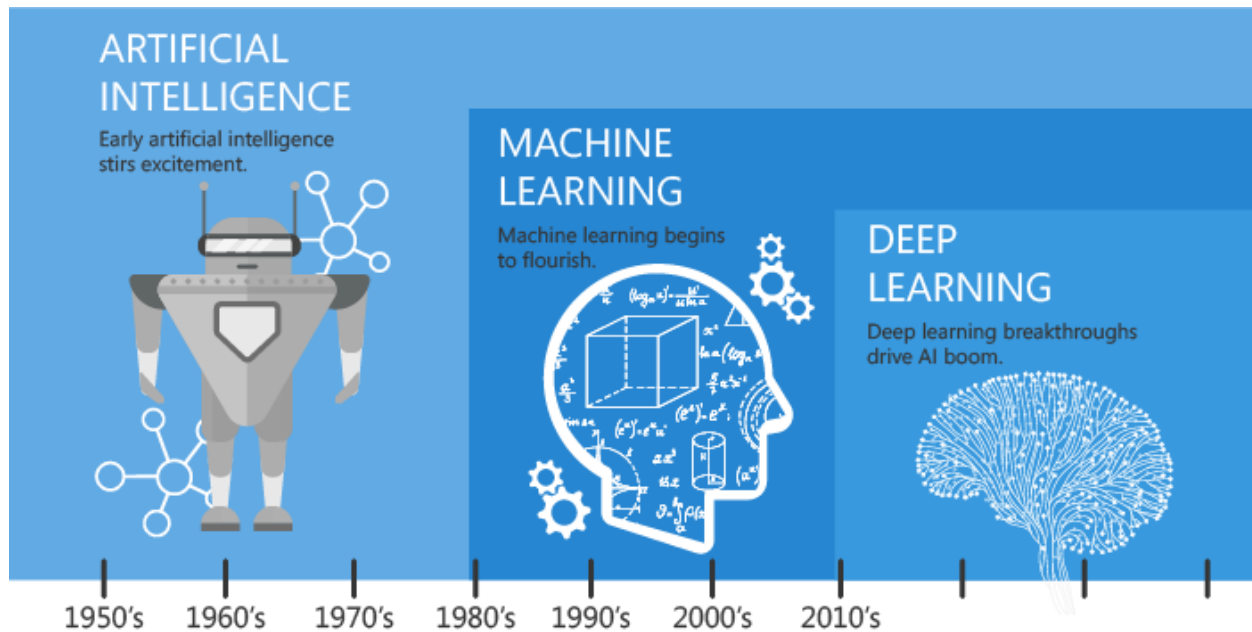 ARTIFICIAL
INTELLIGENCE
Early artificial intelligence
stirs excitement.
MACHINE
LEARNING
Machine learning begins
to flourish.
DEEP
LEARNING
Deep learning breakthroughs
drive AI boom.
1950's 1960's 1970's 1980's 1990's 2000's 2010's